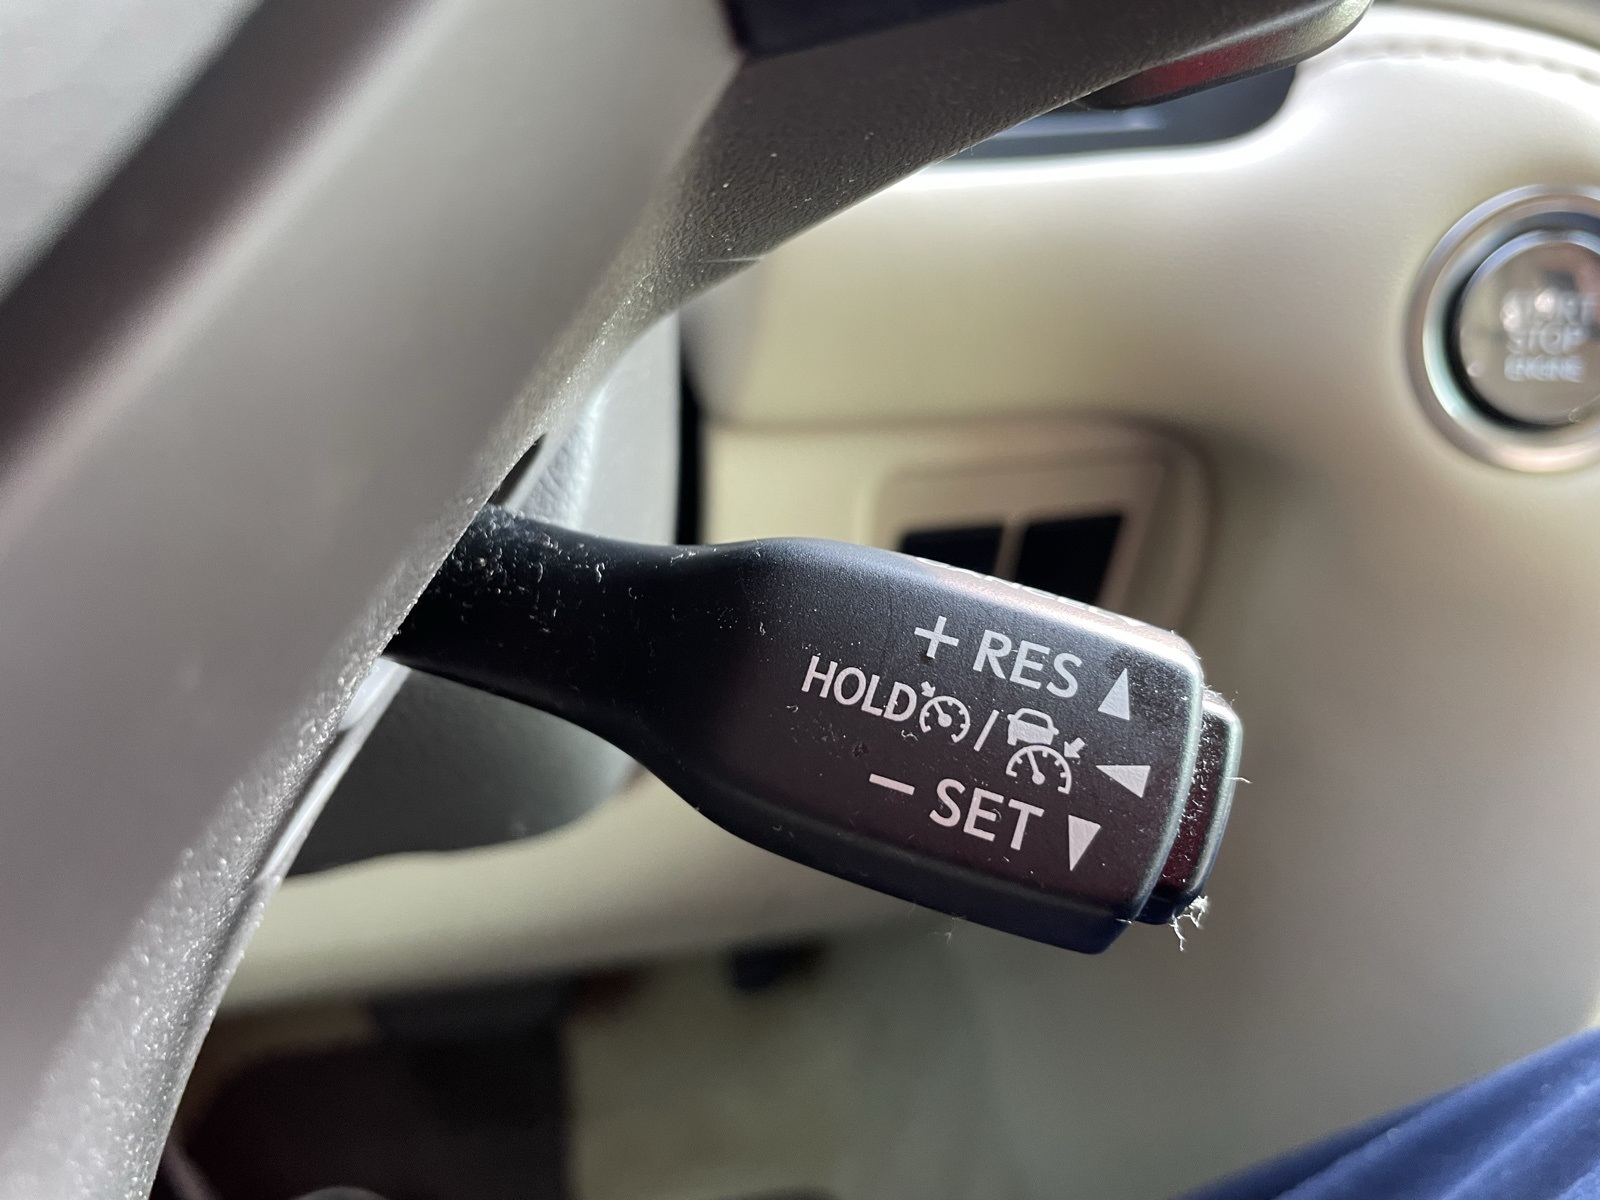 + RES
HOLD /
- SET
START
STOP
ENGINE